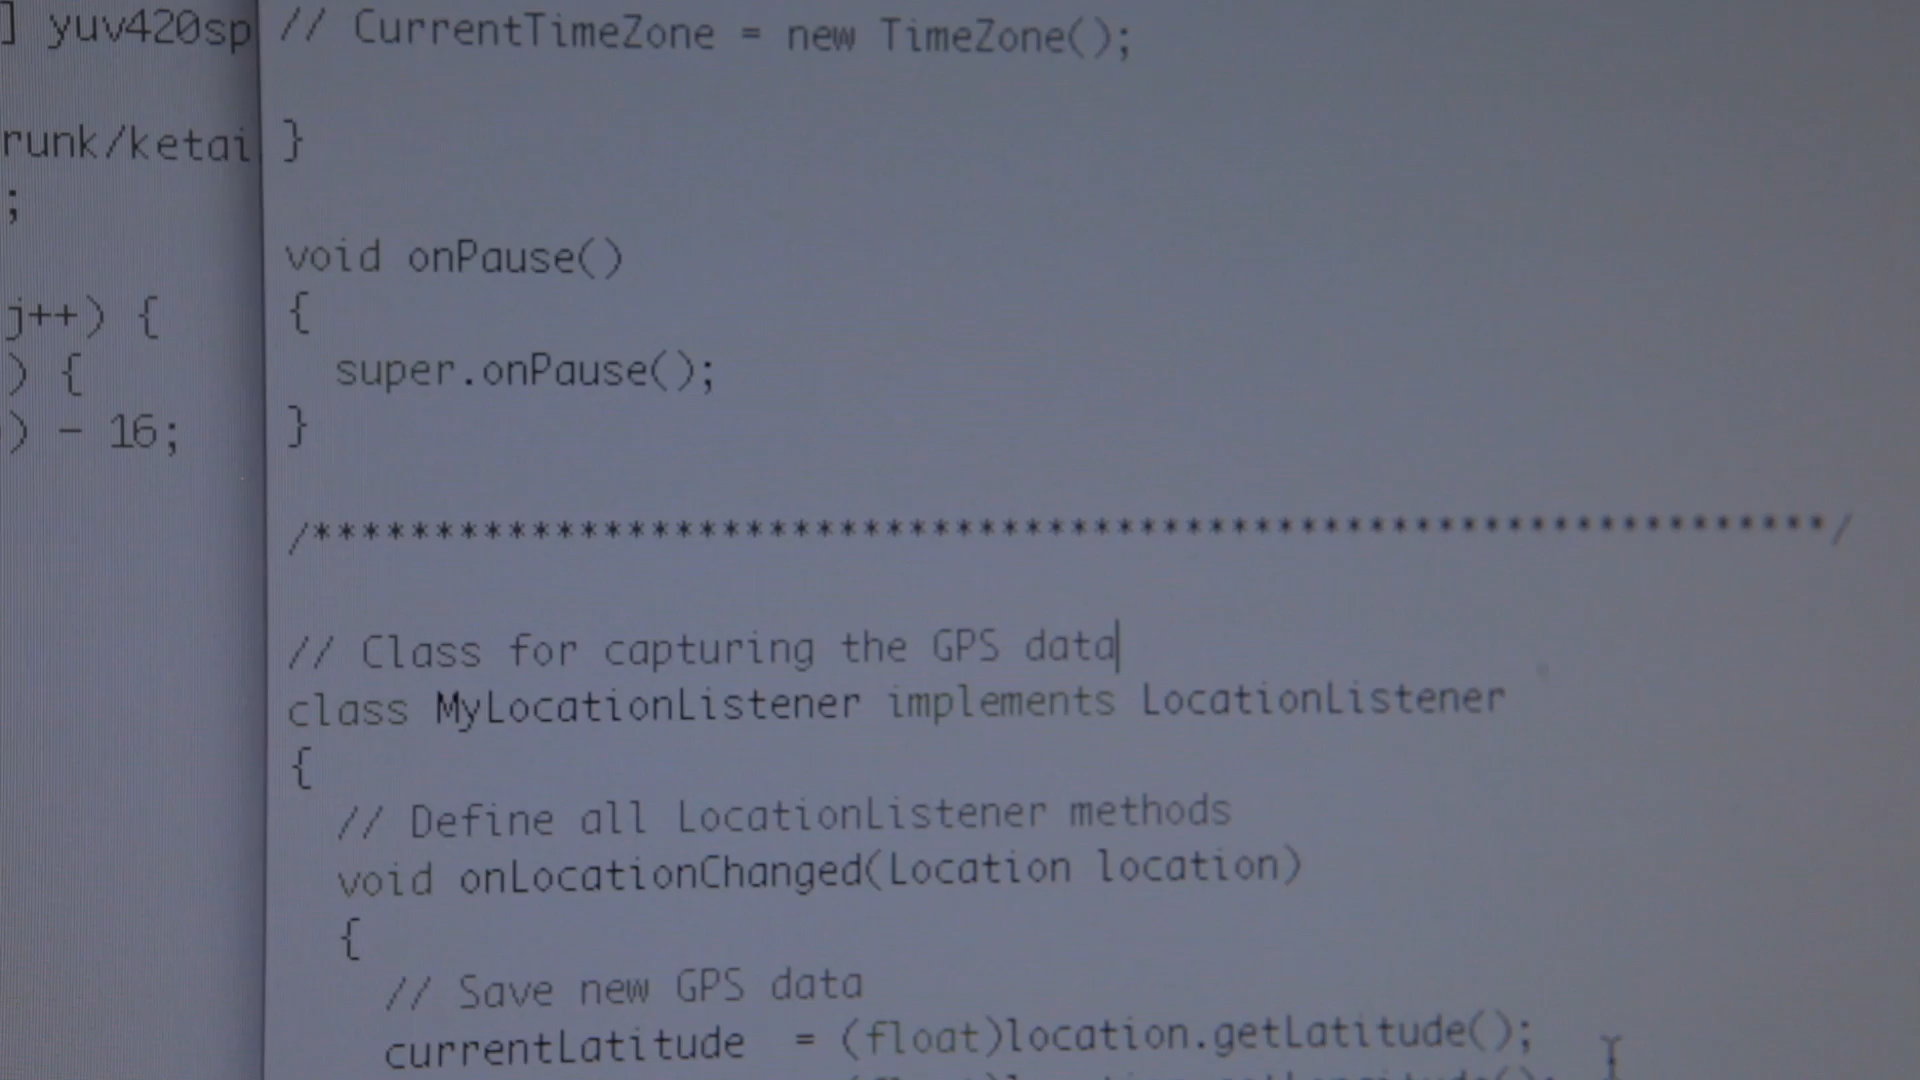 ] yuv420sp
runk/ketai
;
j++) {
) {
) - 16;
// CurrentTimeZone = new TimeZone();
}
void onPause()
{
super.onPause();
}
/***************************************************************/
// Class for capturing the GPS data
class MyLocationListener implements LocationListener
{
// Define all LocationListener methods
void onLocationChanged(Location location)
{
// Save new GPS data
currentLatitude = (float)location.getLatitude();